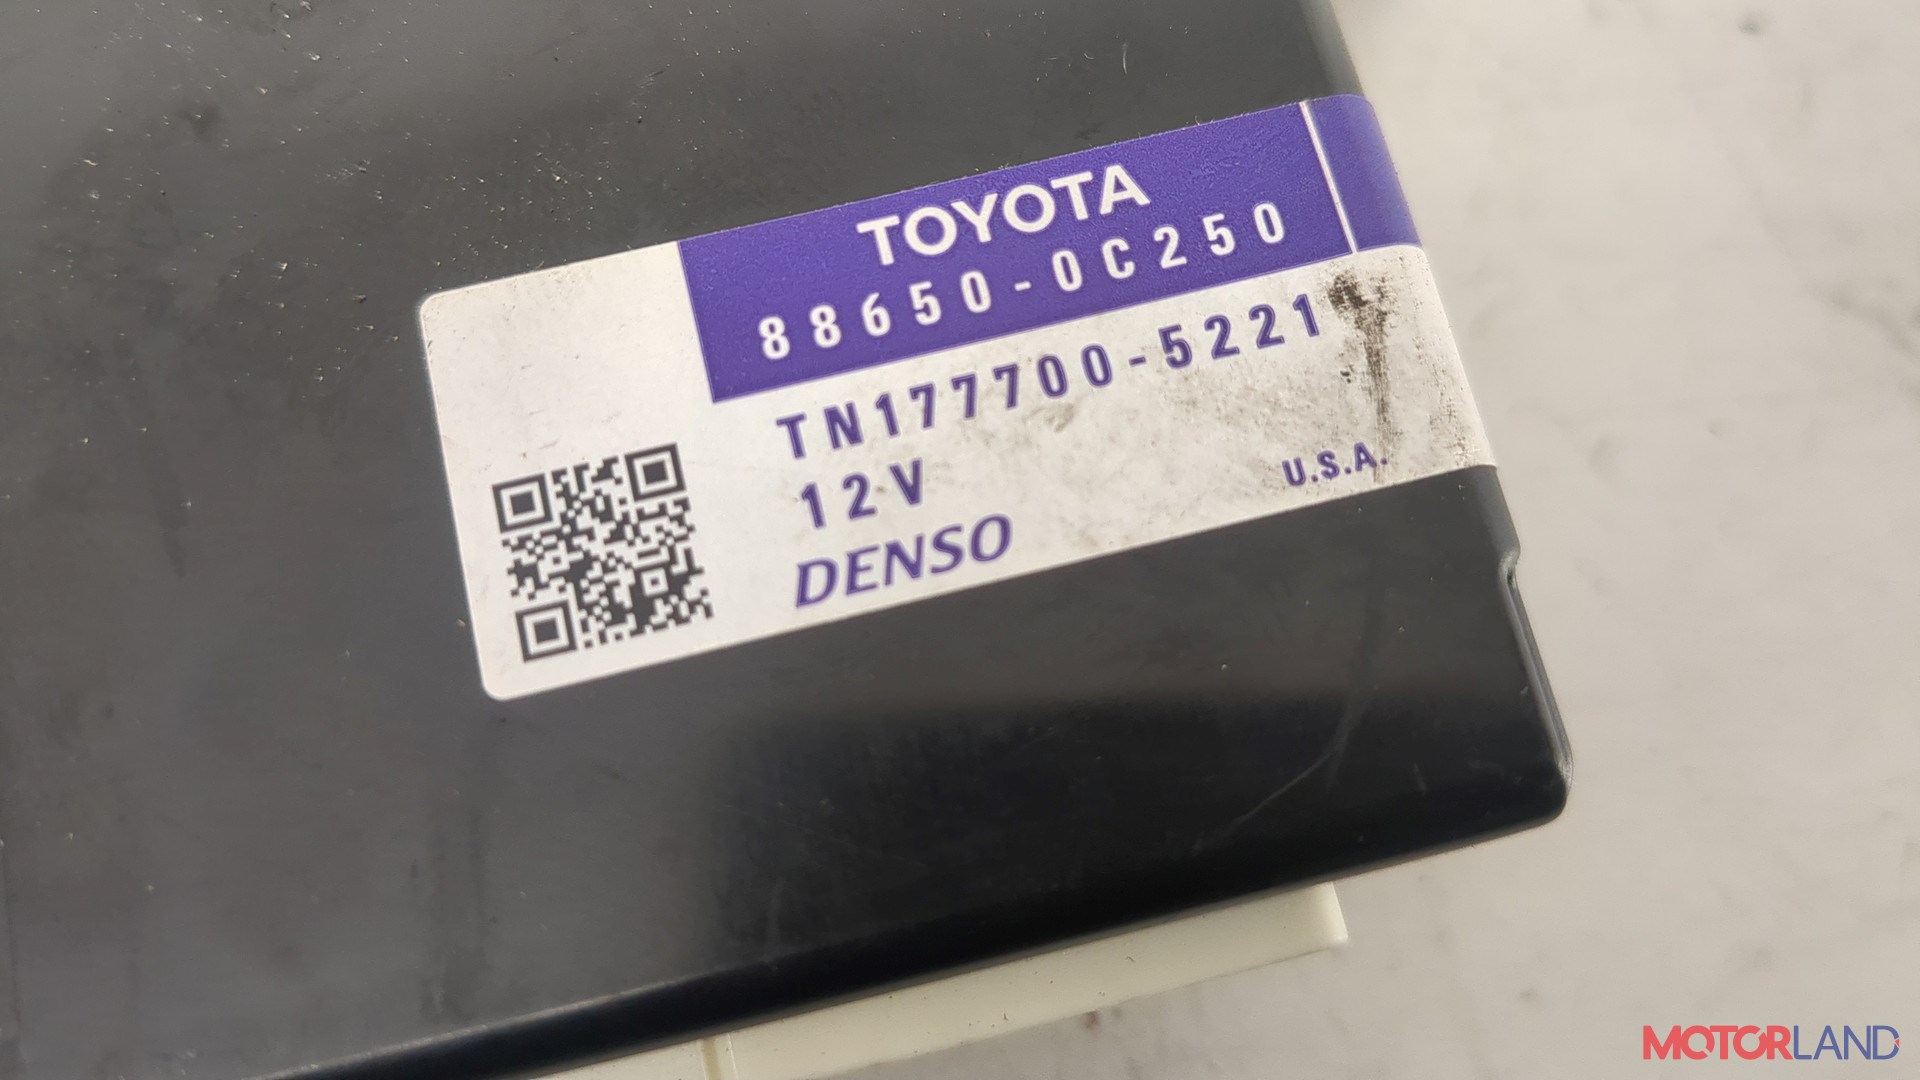 TOYOTA
88650-0C250
TN177700-5221
12V
U.S.A.
DENSO
MOTORLAND